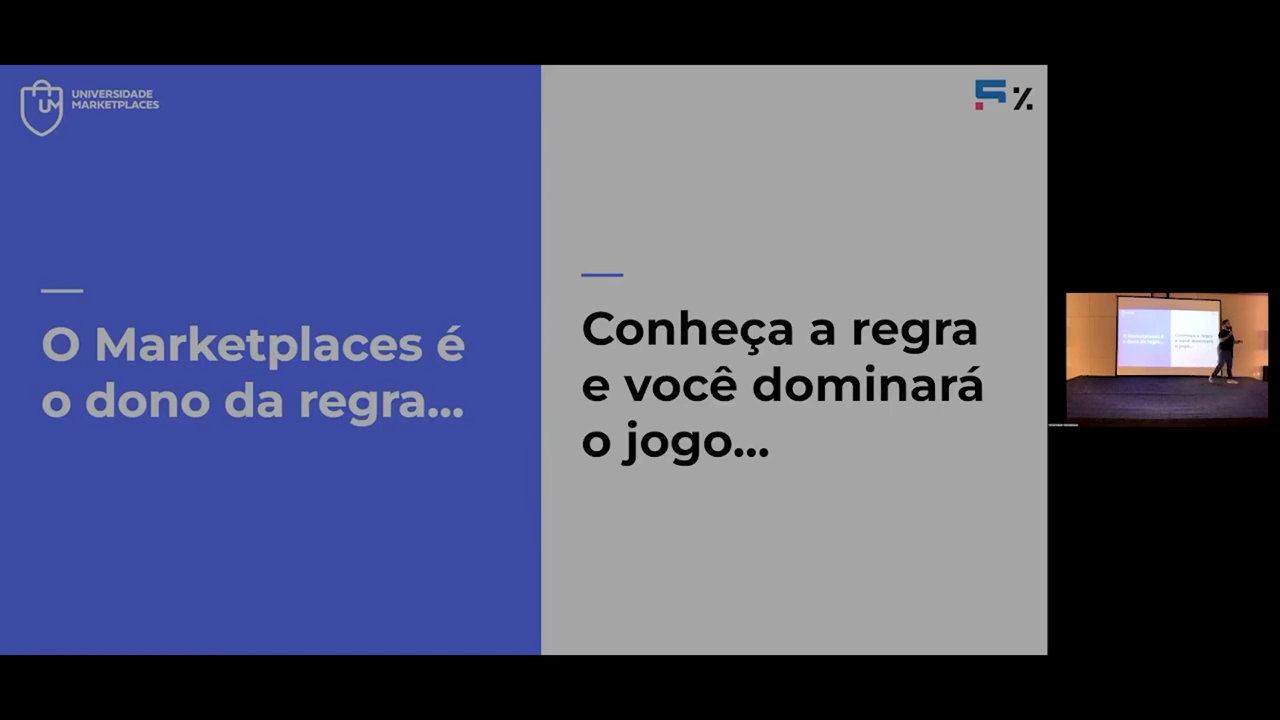 UNIVERSIDADE
MARKETPLACES
O Marketplaces é
o dono da regra...
Conheça a regra
e você dominará
o jogo...